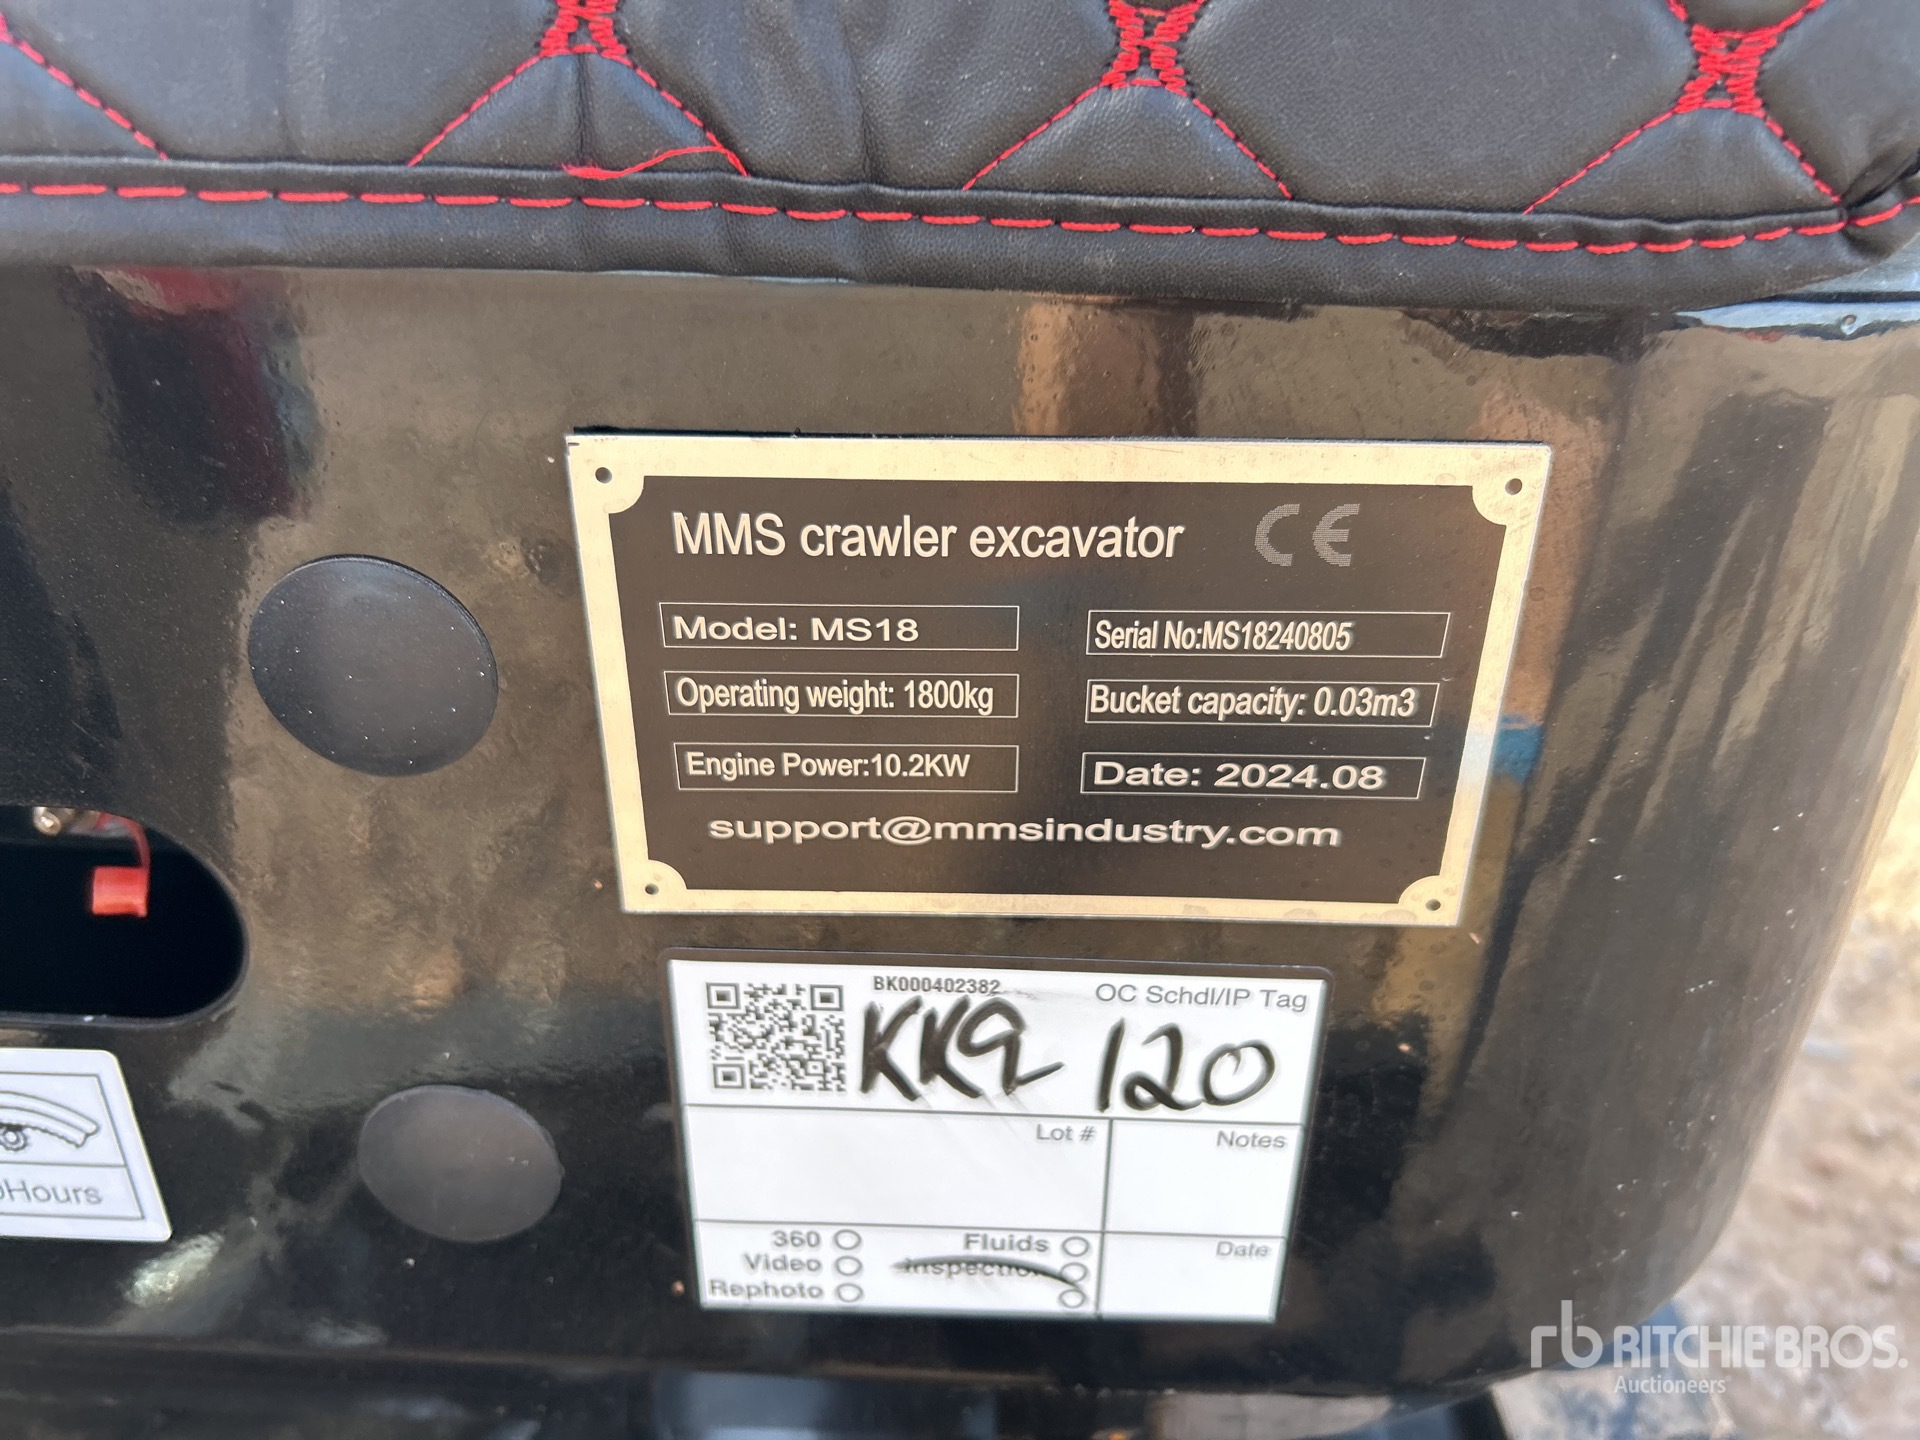 MMS crawler excavator CE
Model: MS18
Serial No:MS18240805
Operating weight: 1800kg
Bucket capacity: 0.03m3
Engine Power:10.2KW
Date: 2024.08
support@mmsindustry.com
BK000402382
OC Schdl/IP Tag
KK9 120
Lot #
Notes
360
Fluids
Date
Video
Inspection
Rephoto
Hours
rb RITCHIE BROS.
Auctioneers